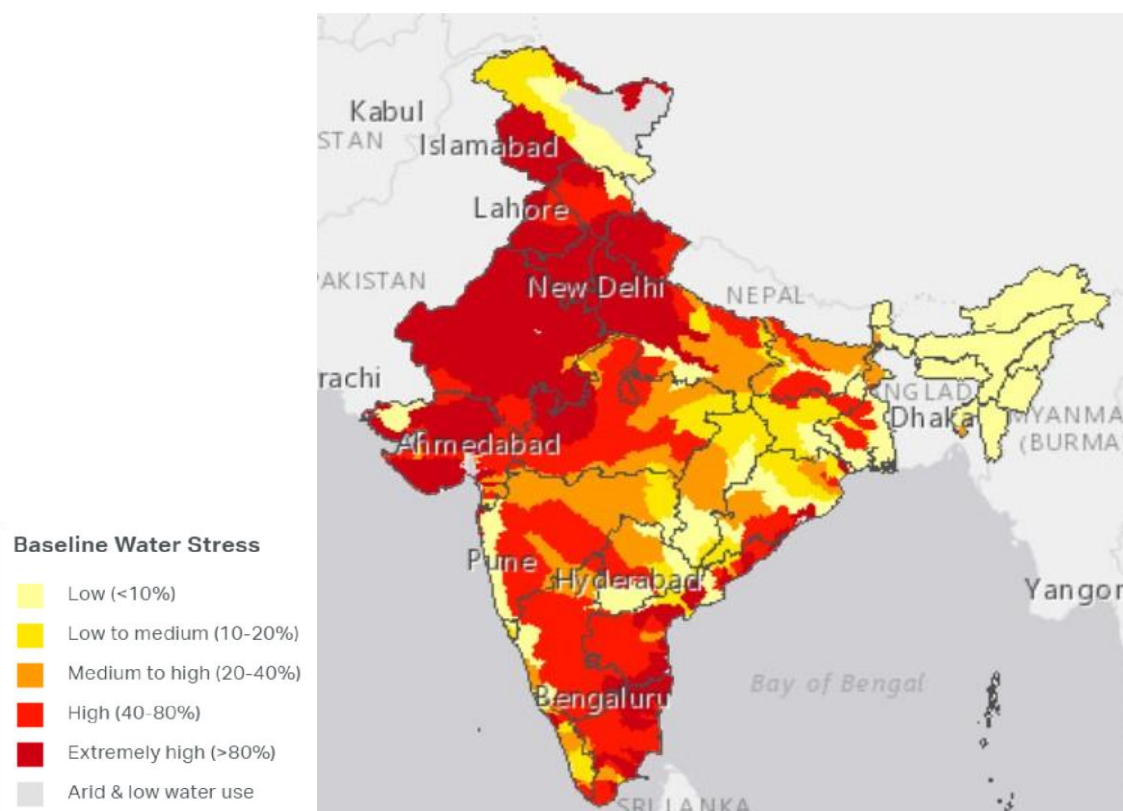 Kabul
STAN
Islamabad
Lahore
PAKISTAN
New Delhi
NEPAL
rachi
NGLAD
Dhaka
MYANMA
(BURMA)
Ahmedabad
Baseline Water Stress
Low (<10%)
Low to medium (10-20%)
Medium to high (20-40%)
High (40-80%)
Extremely high (>80%)
Arid & low water use
Pune
Hyderabad
Yangor
Bengaluru
Bay of Bengal
SRI LANKA